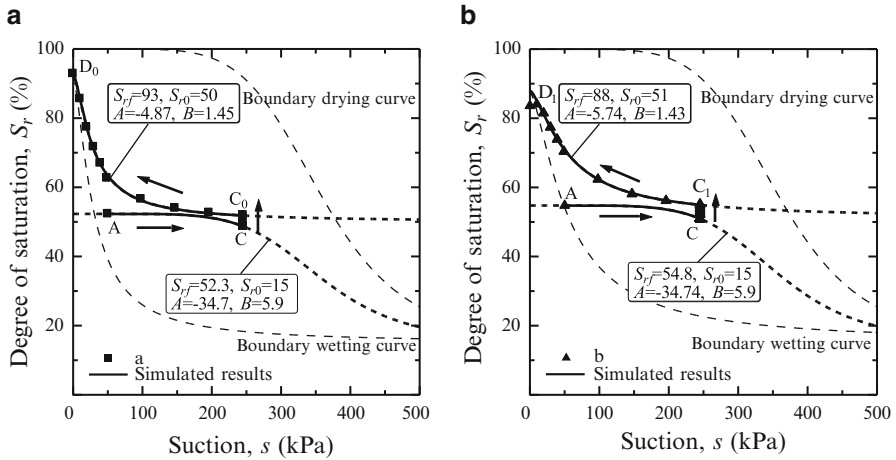 a
100
80
60
40
20
0
0 100 200 300 400 500
Degree of saturation, Sr (%)
Suction, s (kPa)
D0
Srf=93, Sr0=50
A=-4.87, B=1.45
Boundary drying curve
A
C0
C
Srf=52.3, Sr0=15
A=-34.7, B=5.9
Boundary wetting curve
a
Simulated results
b
100
80
60
40
20
0
0 100 200 300 400 500
Degree of saturation, Sr (%)
Suction, s (kPa)
D1
Srf=88, Sr0=51
A=-5.74, B=1.43
Boundary drying curve
A
C1
C
Srf=54.8, Sr0=15
A=-34.74, B=5.9
Boundary wetting curve
b
Simulated results